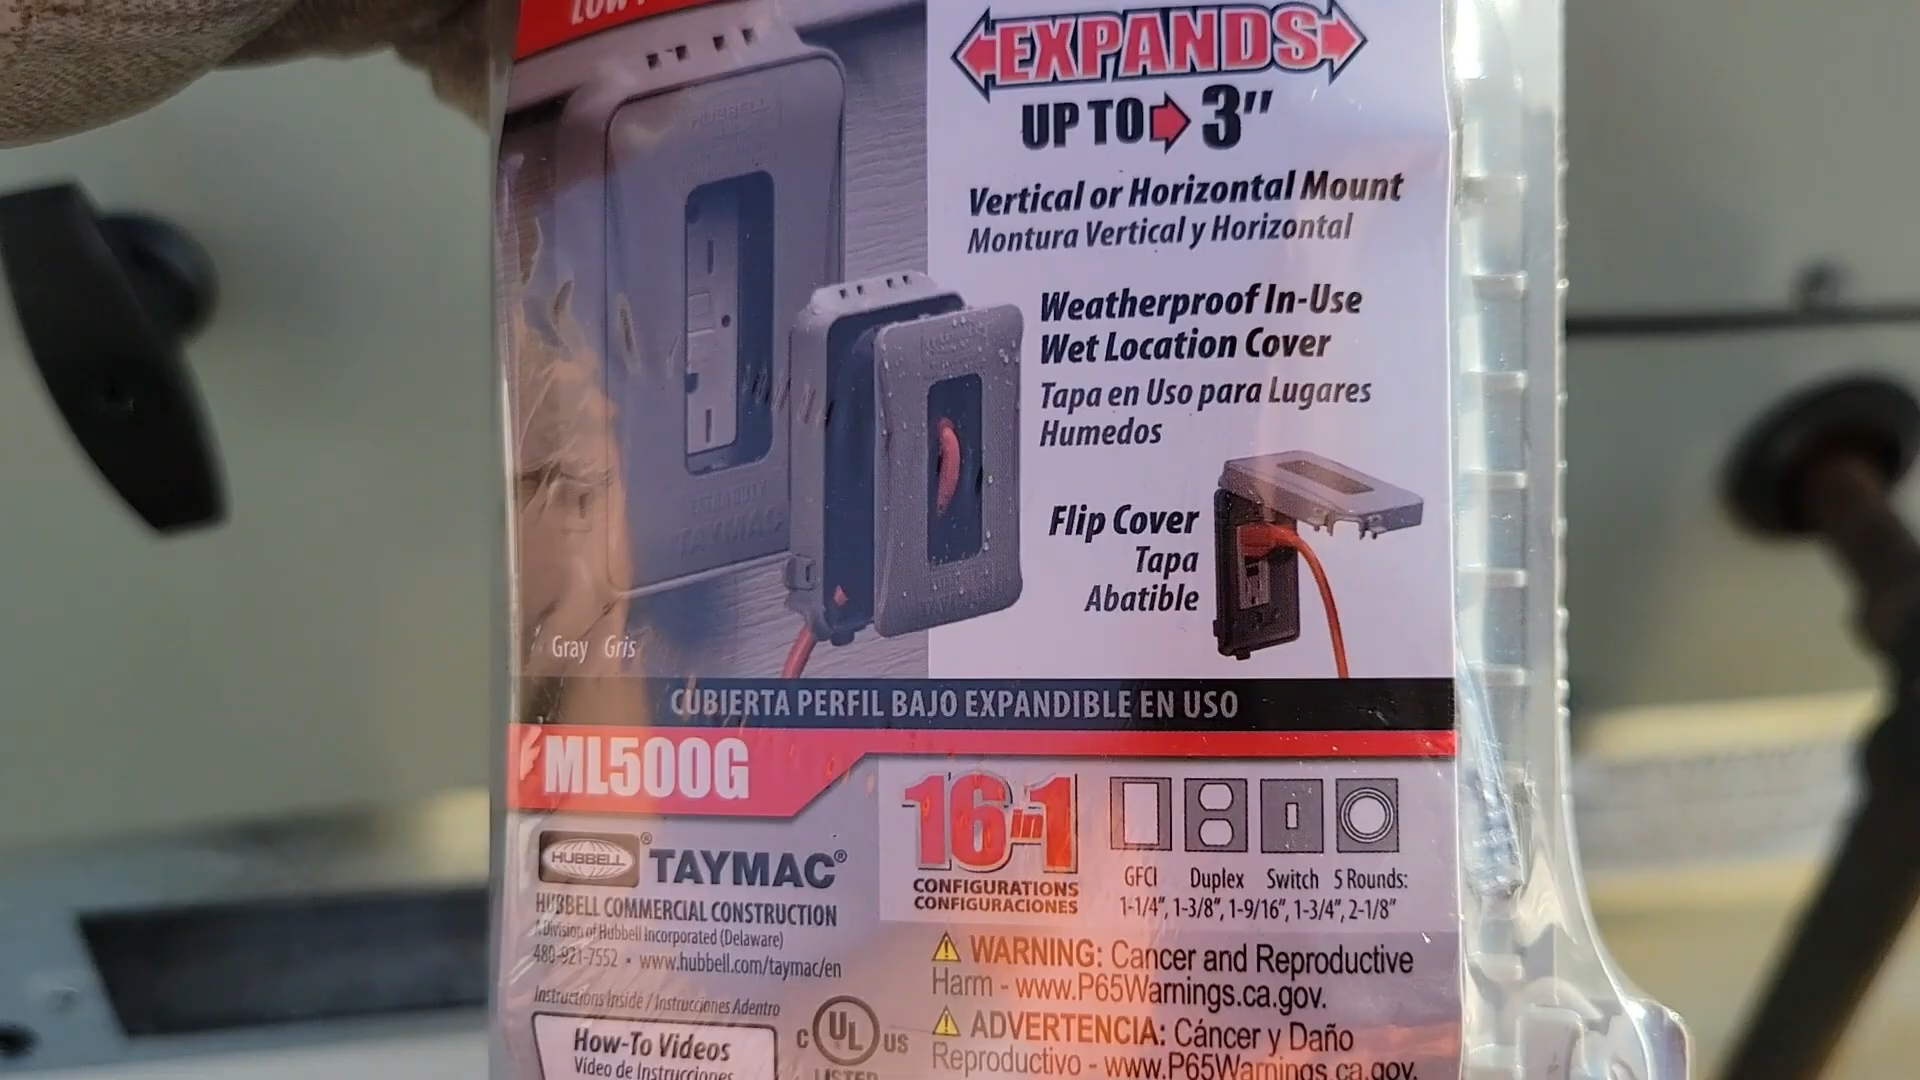 LOW
EXPANDS
UP TO 3"
Vertical or Horizontal Mount
Montura Vertical y Horizontal
Weatherproof In-Use
Wet Location Cover
Tapa en Uso para Lugares
Humedos
Flip Cover
Tapa
Abatible
HUBBELL
EXTRA DUTY
TAYMAC
Gray Gris
CUBIERTA PERFIL BAJO EXPANDIBLE EN USO
ML500G
16 in 1
CONFIGURATIONS
CONFIGURACIONES
GFCI Duplex Switch 5 Rounds:
1-1/4", 1-3/8", 1-9/16", 1-3/4", 2-1/8"
HUBBELL ® TAYMAC®
HUBBELL COMMERCIAL CONSTRUCTION
A Division of Hubbell Incorporated (Delaware)
480-921-7552 • www.hubbell.com/taymac/en
Instructions Inside / Instrucciones Adentro
How-To Videos
Vídeo de Instrucciones
C UL US
LISTED
WARNING: Cancer and Reproductive
Harm - www.P65Warnings.ca.gov.
ADVERTENCIA: Cáncer y Daño
Reproductivo - www.P65Warnings.ca.gov.